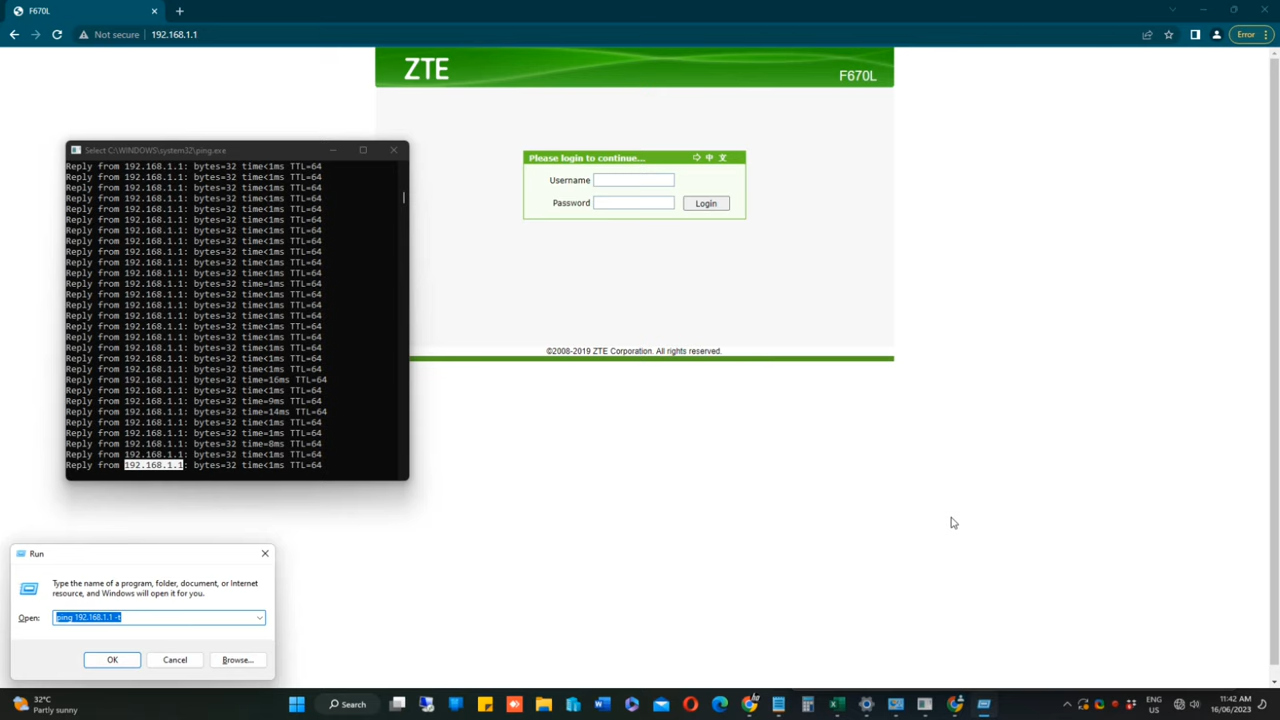 F670L
Not secure
192.168.1.1
Error
ZTE
F670L
Please login to continue...
中 文
Username
Password
Login
©2008-2019 ZTE Corporation. All rights reserved.
Select C:\WINDOWS\system32\ping.exe
Reply from 192.168.1.1: bytes=32 time<1ms TTL=64
Reply from 192.168.1.1: bytes=32 time<1ms TTL=64
Reply from 192.168.1.1: bytes=32 time<1ms TTL=64
Reply from 192.168.1.1: bytes=32 time<1ms TTL=64
Reply from 192.168.1.1: bytes=32 time<1ms TTL=64
Reply from 192.168.1.1: bytes=32 time<1ms TTL=64
Reply from 192.168.1.1: bytes=32 time<1ms TTL=64
Reply from 192.168.1.1: bytes=32 time<1ms TTL=64
Reply from 192.168.1.1: bytes=32 time<1ms TTL=64
Reply from 192.168.1.1: bytes=32 time<1ms TTL=64
Reply from 192.168.1.1: bytes=32 time<1ms TTL=64
Reply from 192.168.1.1: bytes=32 time=1ms TTL=64
Reply from 192.168.1.1: bytes=32 time<1ms TTL=64
Reply from 192.168.1.1: bytes=32 time<1ms TTL=64
Reply from 192.168.1.1: bytes=32 time<1ms TTL=64
Reply from 192.168.1.1: bytes=32 time<1ms TTL=64
Reply from 192.168.1.1: bytes=32 time<1ms TTL=64
Reply from 192.168.1.1: bytes=32 time<1ms TTL=64
Reply from 192.168.1.1: bytes=32 time<1ms TTL=64
Reply from 192.168.1.1: bytes=32 time<1ms TTL=64
Reply from 192.168.1.1: bytes=32 time=16ms TTL=64
Reply from 192.168.1.1: bytes=32 time<1ms TTL=64
Reply from 192.168.1.1: bytes=32 time=9ms TTL=64
Reply from 192.168.1.1: bytes=32 time=14ms TTL=64
Reply from 192.168.1.1: bytes=32 time<1ms TTL=64
Reply from 192.168.1.1: bytes=32 time=1ms TTL=64
Reply from 192.168.1.1: bytes=32 time=8ms TTL=64
Reply from 192.168.1.1: bytes=32 time<1ms TTL=64
Reply from 192.168.1.1: bytes=32 time<1ms TTL=64
Run
Type the name of a program, folder, document, or Internet
resource, and Windows will open it for you.
Open: ping 192.168.1.1 -t
OK Cancel Browse...
32°C
Partly sunny
Search
ENG
US
11:42 AM
16/06/2023